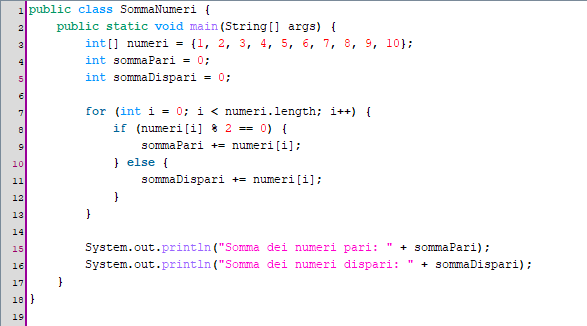 1 public class SommaNumeri {
2     public static void main(String[] args) {
3         int[] numeri = {1, 2, 3, 4, 5, 6, 7, 8, 9, 10};
4         int sommaPari = 0;
5         int sommaDispari = 0;
6
7         for (int i = 0; i < numeri.length; i++) {
8             if (numeri[i] % 2 == 0) {
9                 sommaPari += numeri[i];
10             } else {
11                 sommaDispari += numeri[i];
12             }
13         }
14
15         System.out.println("Somma dei numeri pari: " + sommaPari);
16         System.out.println("Somma dei numeri dispari: " + sommaDispari);
17     }
18 }
19